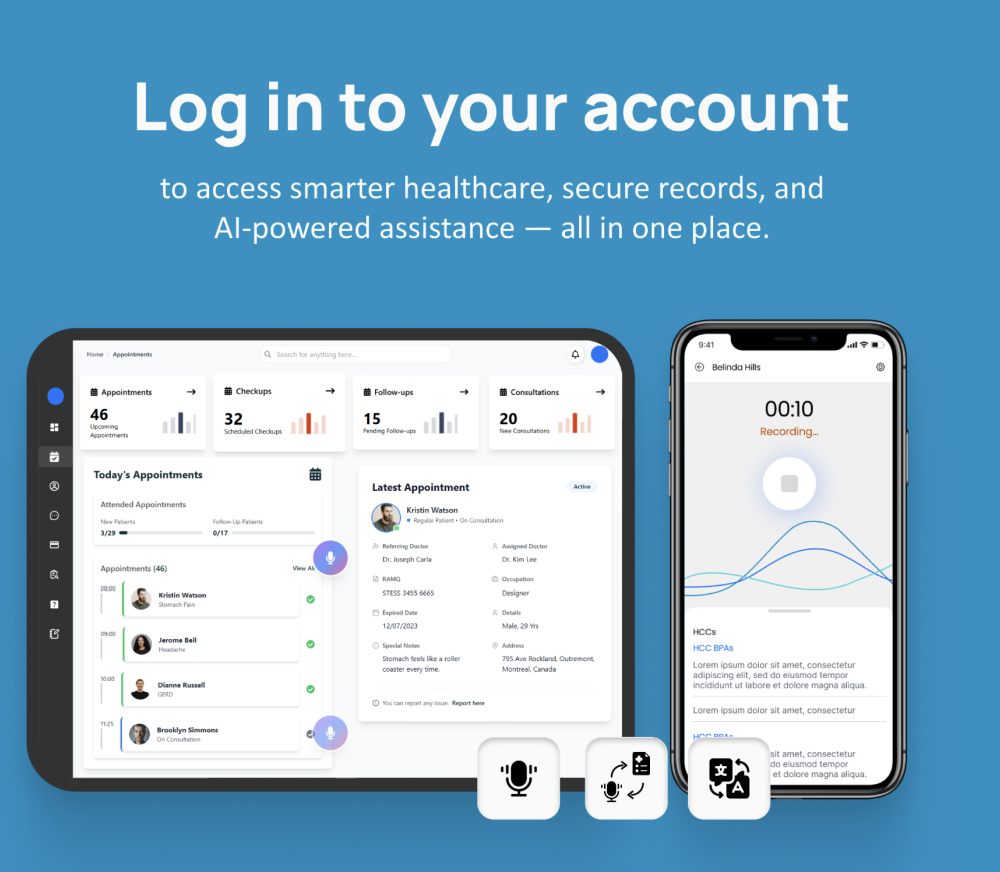 Log in to your account
to access smarter healthcare, secure records, and
AI-powered assistance — all in one place.
Home / Appointments
Search for anything here...
Appointments
46
Upcoming
Appointments
Checkups
32
Scheduled Checkups
Follow-ups
15
Pending Follow-ups
Consultations
20
New Consultations
Today's Appointments
Attended Appointments
New Patients
3/29
Follow-Up Patients
0/17
Appointments (46)
View Al
08:00
Kristin Watson
Stomach Pain
09:00
Jerome Bell
Headache
10:00
Dianne Russell
GERD
11:25
Brooklyn Simmons
On Consultation
Latest Appointment
Active
Kristin Watson
Regular Patient • On Consultation
Referring Doctor
Dr. Joseph Carla
Assigned Doctor
Dr. Kim Lee
RAMQ
STESS 3455 6665
Occupation
Designer
Expired Date
12/07/2023
Details
Male, 29 Yrs
Special Notes
Stomach feels like a roller
coaster every time.
Address
795 Ave Rockland, Outremont,
Montreal, Canada
You can report any issue. Report here
9:41
Belinda Hills
00:10
Recording...
HCCs
HCC BPAs
Lorem ipsum dolor sit amet, consectetur
adipiscing elit, sed do eiusmod tempor
incididunt ut labore et dolore magna aliqua.
Lorem ipsum dolor sit amet, consectetur
HCC BPAs
sit amet, consectetur
do eiusmod tempor
et dolore magna aliqua.
文
A